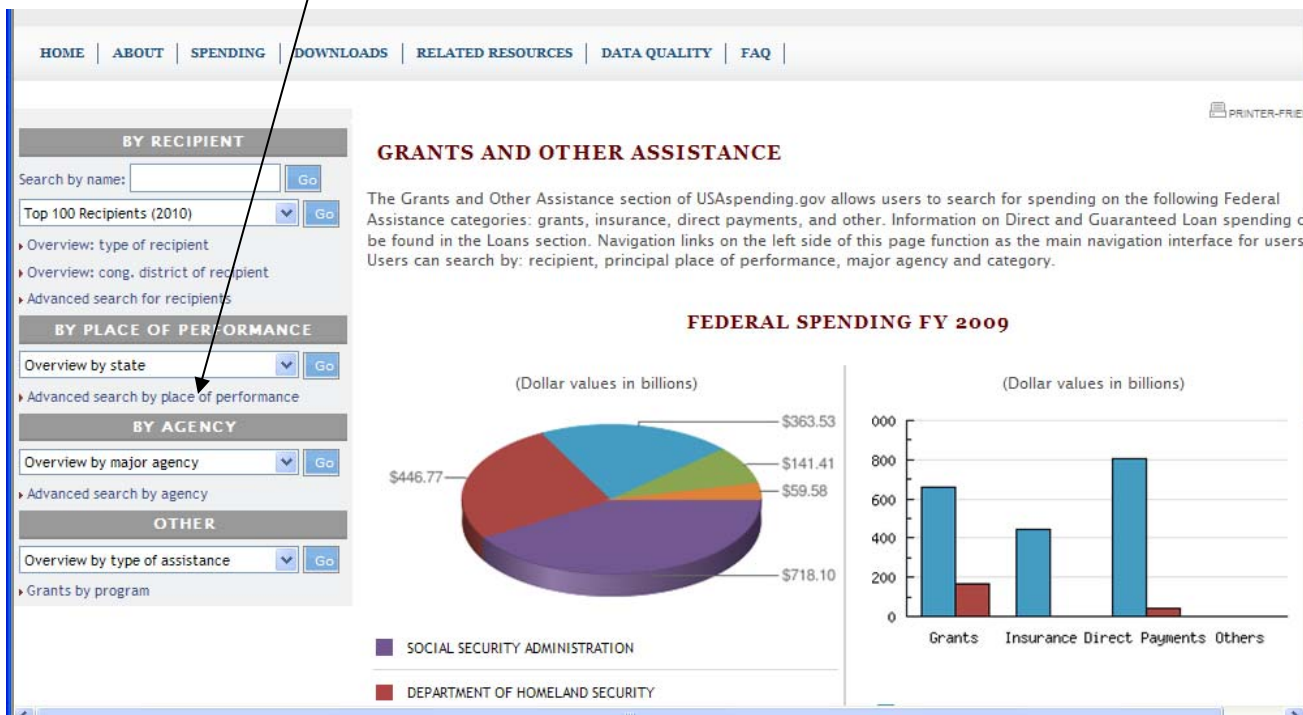 HOME | ABOUT | SPENDING | DOWNLOADS | RELATED RESOURCES | DATA QUALITY | FAQ |
PRINTER-FRIE
BY RECIPIENT
Search by name: Go
Top 100 Recipients (2010) Go
Overview: type of recipient
Overview: cong. district of recipient
Advanced search for recipients
BY PLACE OF PERFORMANCE
Overview by state Go
Advanced search by place of performance
BY AGENCY
Overview by major agency Go
Advanced search by agency
OTHER
Overview by type of assistance Go
Grants by program
GRANTS AND OTHER ASSISTANCE
The Grants and Other Assistance section of USAspending.gov allows users to search for spending on the following Federal
Assistance categories: grants, insurance, direct payments, and other. Information on Direct and Guaranteed Loan spending c
be found in the Loans section. Navigation links on the left side of this page function as the main navigation interface for users
Users can search by: recipient, principal place of performance, major agency and category.
FEDERAL SPENDING FY 2009
(Dollar values in billions)
$363.53
$141.41
$446.77
$59.58
$718.10
SOCIAL SECURITY ADMINISTRATION
DEPARTMENT OF HOMELAND SECURITY
(Dollar values in billions)
000
800
600
400
200
0
Grants Insurance Direct Payments Others